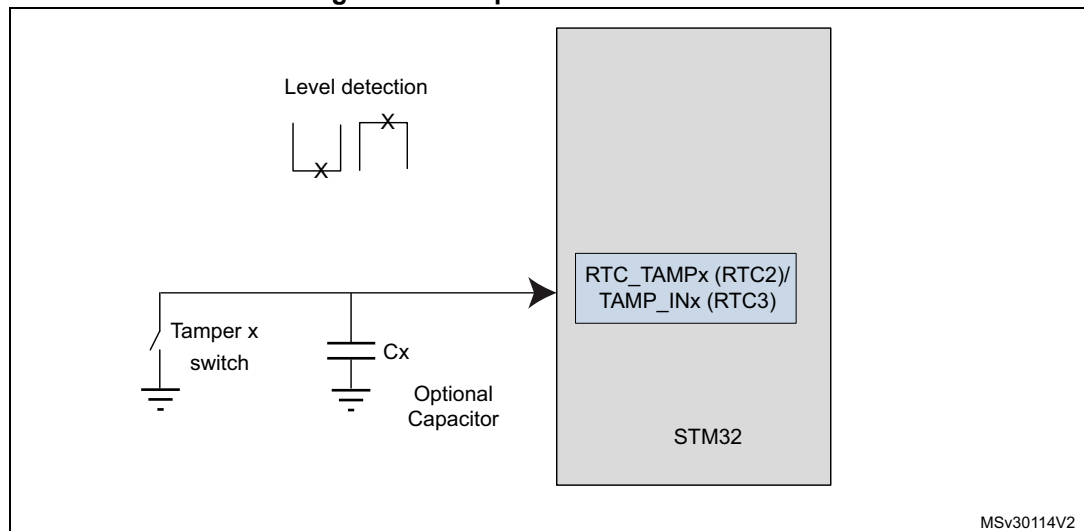 Level detection
X
X
RTC_TAMPx (RTC2)/
TAMP_INx (RTC3)
Tamper x
switch
Cx
Optional
Capacitor
STM32
MSv30114V2